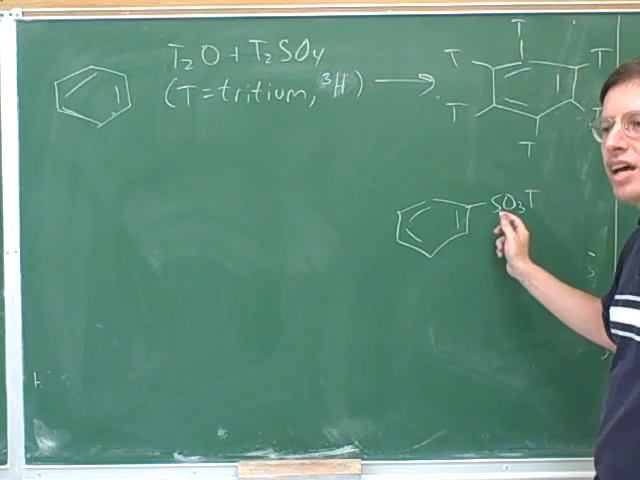 T₂O + T₂SO₄
(T = tritium, ³H) →
T
T
T
T
T
T
SO₃T